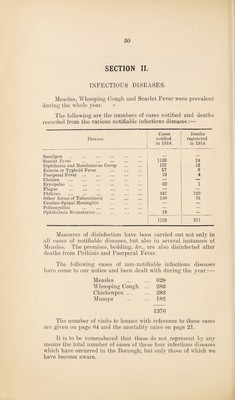 50
SECTION II.
INFECTIOUS DISEASES.
Measles, Whooping Cough and Scarlet Fever were prevalent
during the whole year.
The following are the numbers of cases notified and deaths
recorded from the various notifiable infectious diseases :—
Disease Cases notified in 1914. Deaths registered in 1914.
Smallpox ... — —
Scarlet Fever ... 1120 24
Diphtheria and Membranous Croup ... 127 15
Enteric or Typhoid Fever ... 57 8
Puerperal Fever ... 4
Cholera ... — —
Erysipelas ... 62 1
Plague ... — —
Phthisis ...
Other forms of Tuberculosis ...
Cerebro-Spinal Meningitis ... — —
Poliomyelitis ... — —
Ophthalmia Neonatorum ... —
1792 211
Measures of disinfection have been carried out not only in
all cases of notifiable diseases, but also in several instances of
Measles. The premises, bedding, &c., are also disinfected after
deaths from Phthisis and Puerperal Fever.
The following cases of non-notifiable infectious diseases
have come to our notice and been dealt with during the year :—
Measles ... 628
Whooping Cough ... 283
Chickenpox ... ... 283
Mumps ... 182
1376
The number of visits to homes with reference to these cases
are given on page 84 and the mortality rates on page 21.
It is to be remembered that these do not represent by any
means the total number of cases of these four infectious diseases
which have occurred in the Borough, but only those of which we
have become aware.